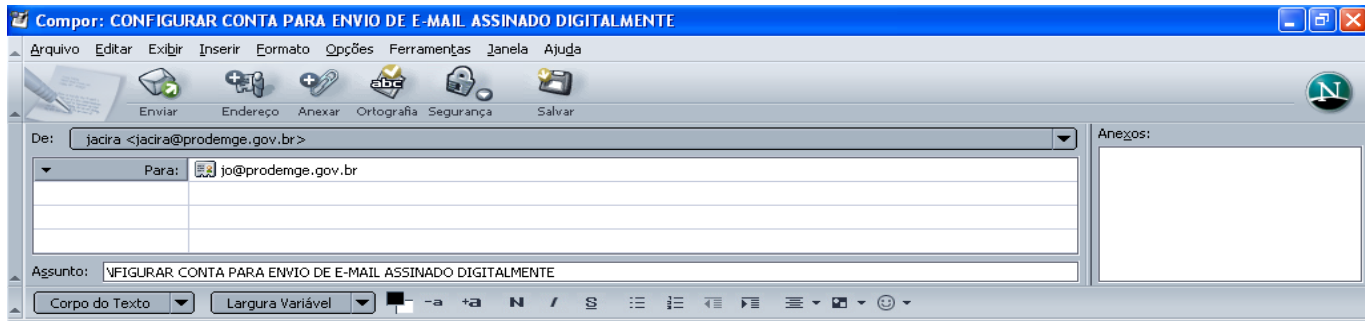 Compor: CONFIGURAR CONTA PARA ENVIO DE E-MAIL ASSINADO DIGITALMENTE
Arquivo Editar Exibir Inserir Formato Opções Ferramentas Janela Ajuda
Enviar Endereço Anexar Ortografia Segurança Salvar
De: jacira <jacira@prodemge.gov.br>
Anexos:
Para: jo@prodemge.gov.br
Assunto: \FIGURAR CONTA PARA ENVIO DE E-MAIL ASSINADO DIGITALMENTE
Corpo do Texto Largura Variável -a +a N I S